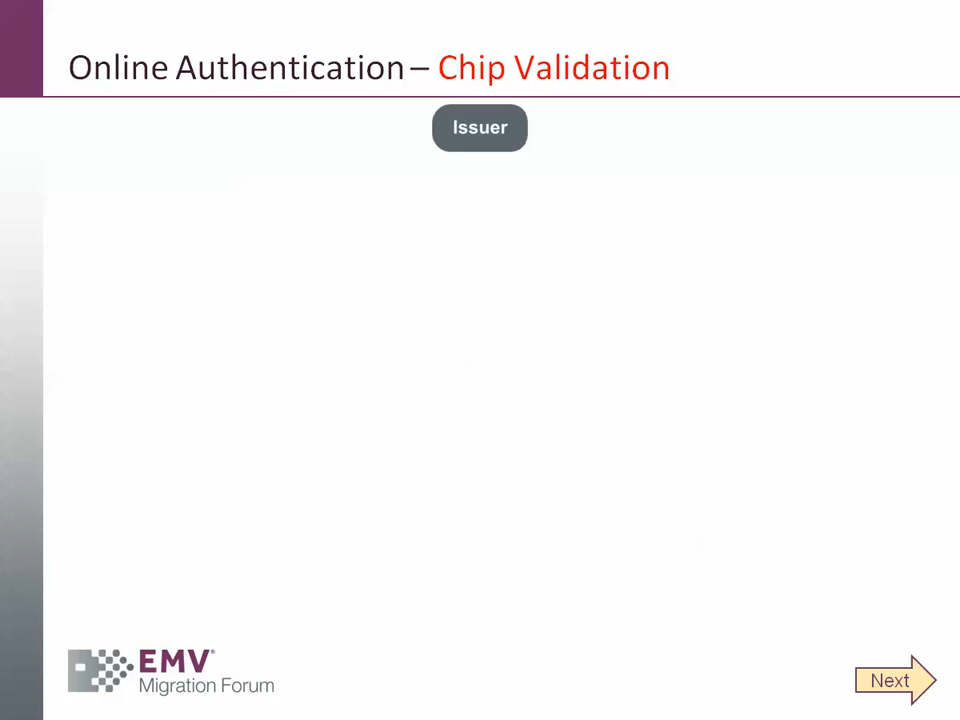 Online Authentication – Chip Validation
Issuer
EMV®
Migration Forum
Next